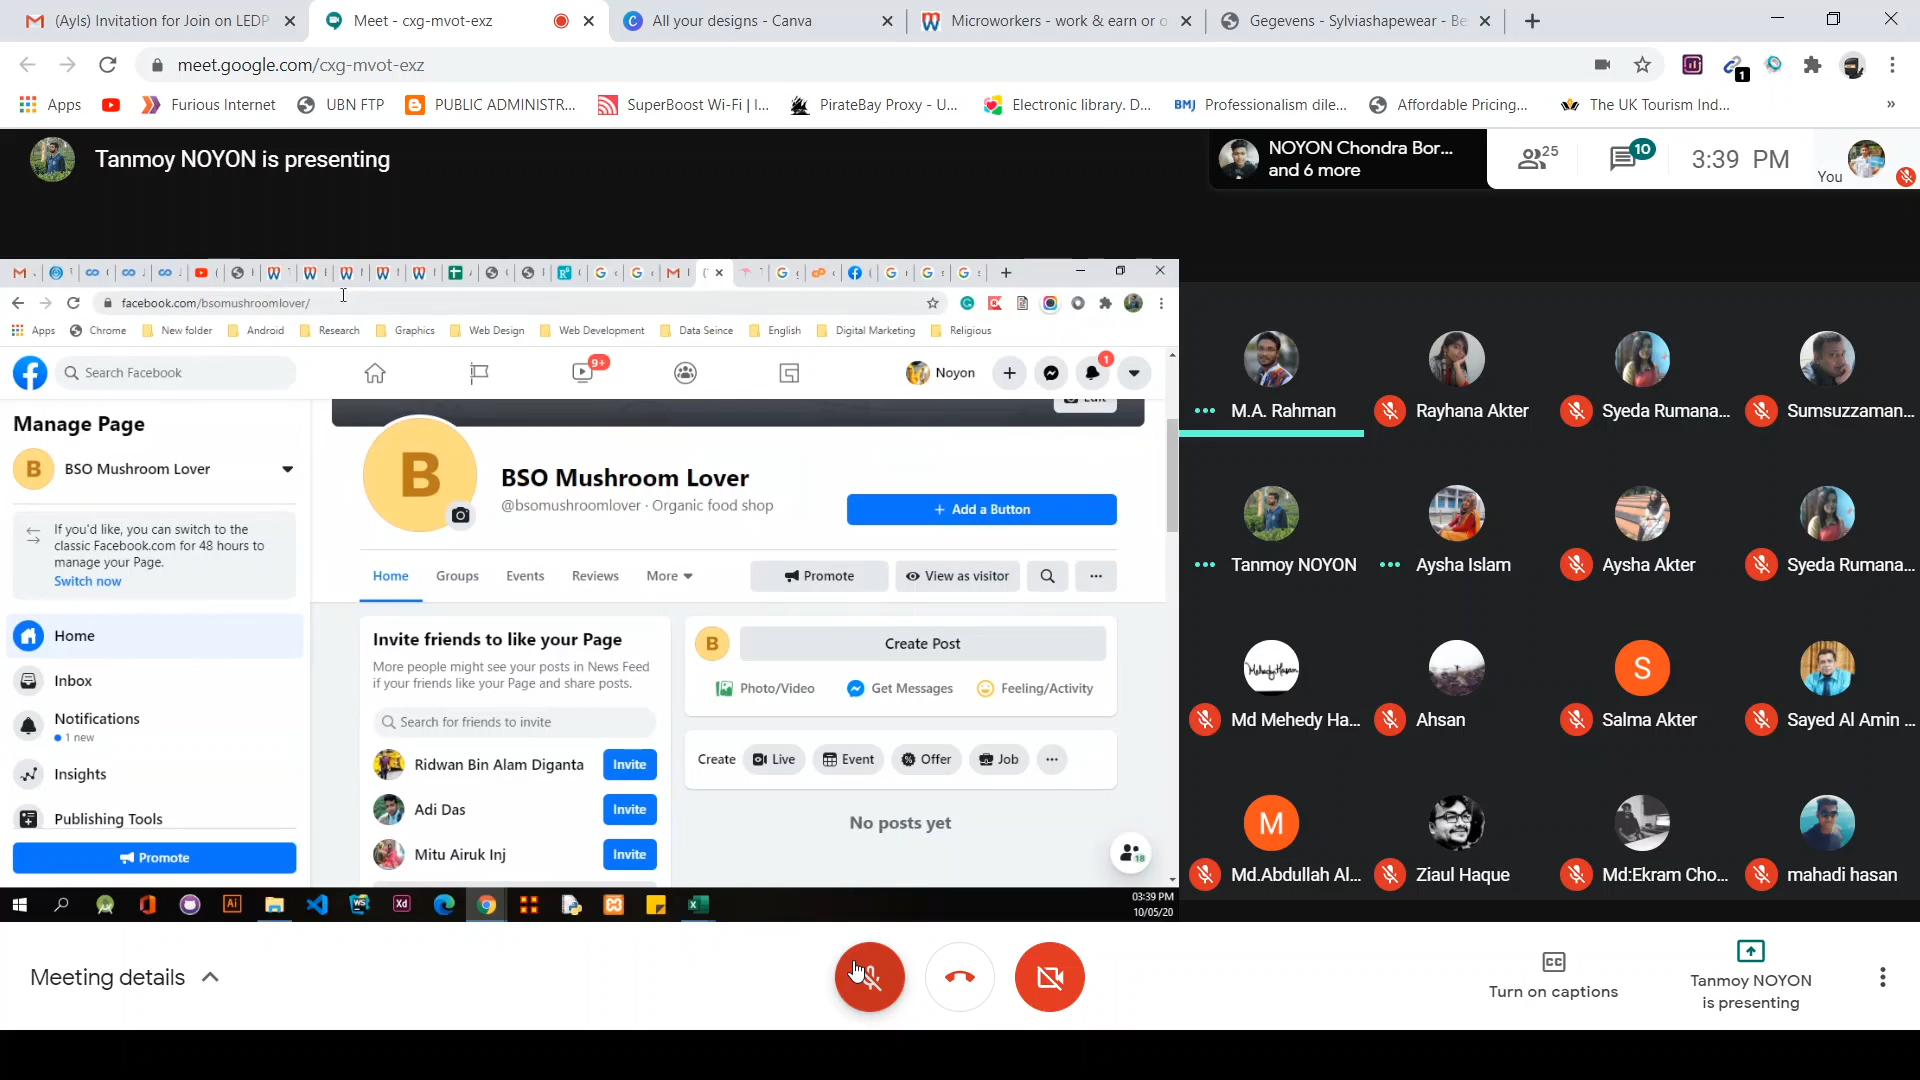 (Ayls) Invitation for Join on LEDP
Meet - cxg-mvot-exz
All your designs - Canva
Microworkers - work & earn or o
Gegevens - Sylviashapewear - Be
meet.google.com/cxg-mvot-exz
1
Apps
Furious Internet
UBN FTP
PUBLIC ADMINISTR...
SuperBoost Wi-Fi | I...
PirateBay Proxy - U...
Electronic library. D...
BMJ Professionalism dile...
Affordable Pricing...
The UK Tourism Ind...
»
Tanmoy NOYON is presenting
NOYON Chondra Bor...
and 6 more
25
10
3:39 PM
You
facebook.com/bsomushroomlover/
Apps
Chrome
New folder
Android
Research
Graphics
Web Design
Web Development
Data Seince
English
Digital Marketing
Religious
Search Facebook
9+
Noyon
1
Manage Page
B
BSO Mushroom Lover
If you'd like, you can switch to the
classic Facebook.com for 48 hours to
manage your Page.
Switch now
Home
Inbox
Notifications
1 new
Insights
Publishing Tools
Promote
Edit
B
BSO Mushroom Lover
@bsomushroomlover · Organic food shop
+ Add a Button
Home
Groups
Events
Reviews
More
Promote
View as visitor
...
Invite friends to like your Page
More people might see your posts in News Feed
if your friends like your Page and share posts.
Search for friends to invite
Ridwan Bin Alam Diganta
Invite
Adi Das
Invite
Mitu Airuk Inj
Invite
B
Create Post
Photo/Video
Get Messages
Feeling/Activity
Create
Live
Event
Offer
Job
...
No posts yet
18
Ai
WS
Xd
03:39 PM
10/05/20
M.A. Rahman
Rayhana Akter
Syeda Rumana...
Sumsuzzaman...
Tanmoy NOYON
Aysha Islam
Aysha Akter
Syeda Rumana...
Md Mehedy Ha...
Ahsan
S
Salma Akter
Sayed Al Amin ...
M
Md.Abdullah Al...
Ziaul Haque
Md:Ekram Cho...
mahadi hasan
Meeting details
CC
Turn on captions
Tanmoy NOYON
is presenting